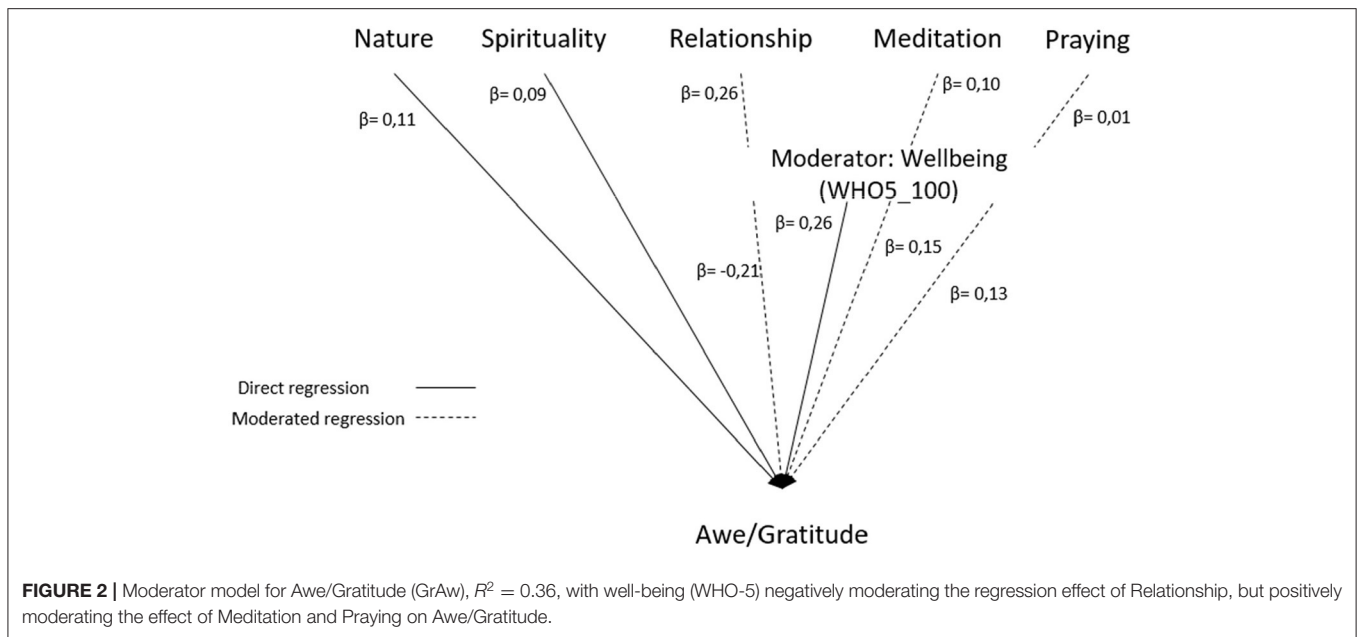 Nature Spirituality Relationship Meditation Praying
β= 0,11
β= 0,09
β= 0,26
β= 0,10
β= 0,01
Moderator: Wellbeing
(WHO5_100)
β= 0,26
β= 0,15
β= -0,21
β= 0,13
Direct regression
Moderated regression
Awe/Gratitude
FIGURE 2 | Moderator model for Awe/Gratitude (GrAw), R² = 0.36, with well-being (WHO-5) negatively moderating the regression effect of Relationship, but positively
moderating the effect of Meditation and Praying on Awe/Gratitude.